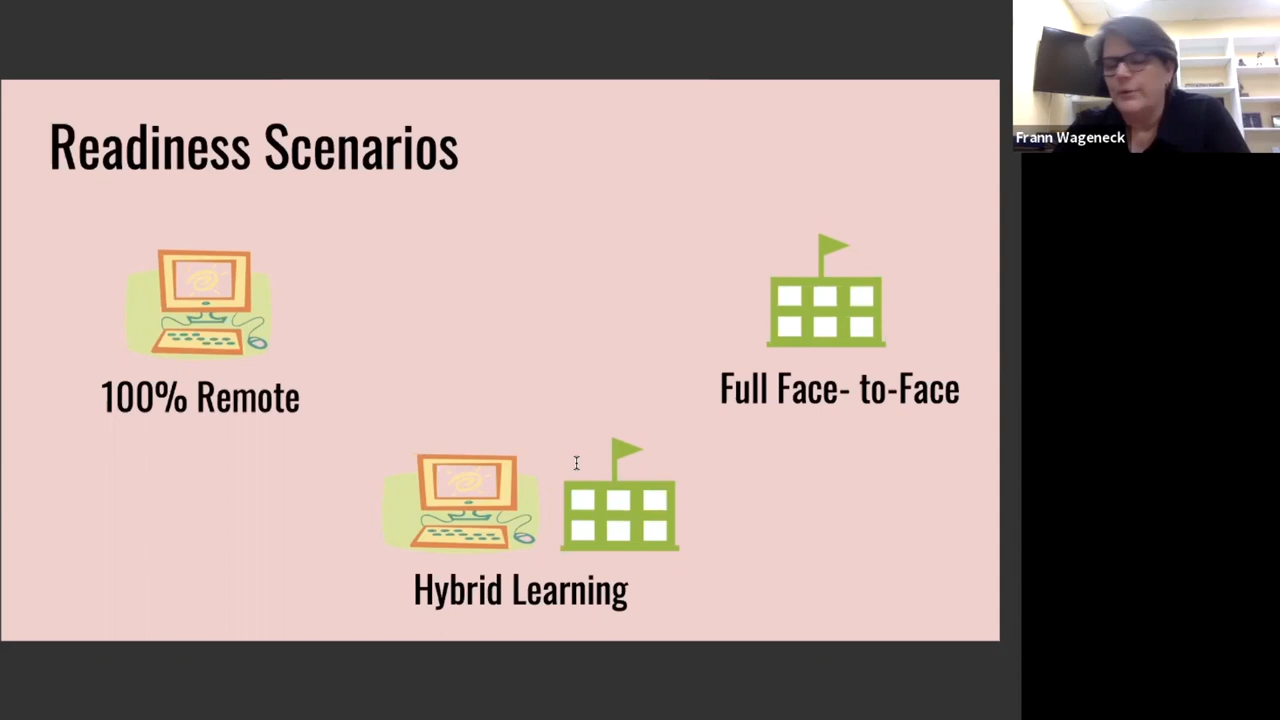 Readiness Scenarios
Frann Wageneck
100% Remote
Full Face- to-Face
Hybrid Learning